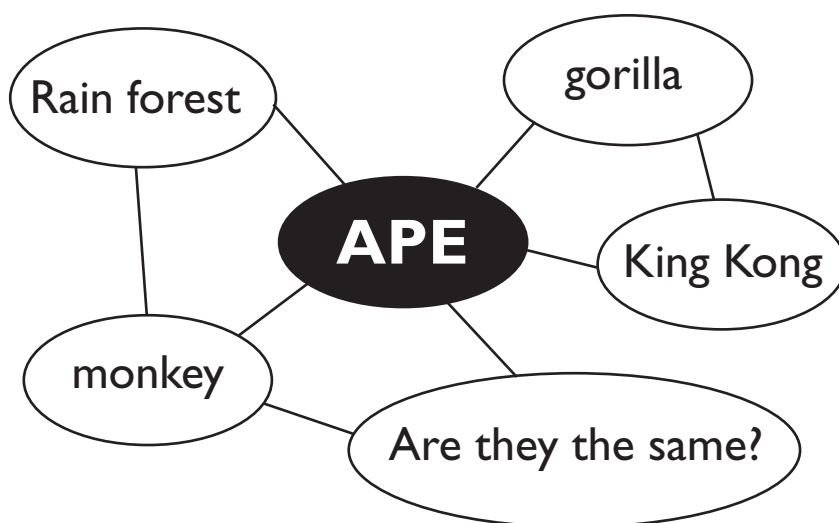 Rain forest
gorilla
APE
King Kong
monkey
Are they the same?